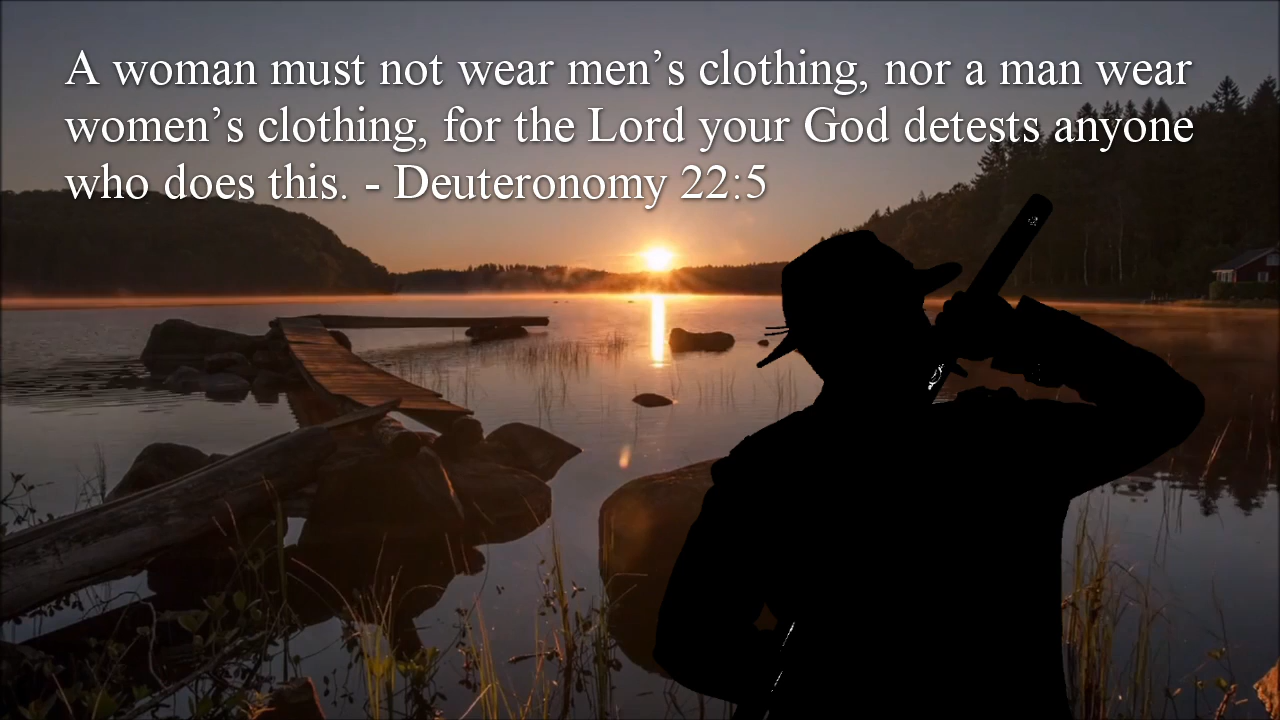 A woman must not wear men’s clothing, nor a man wear
women’s clothing, for the Lord your God detests anyone
who does this. - Deuteronomy 22:5